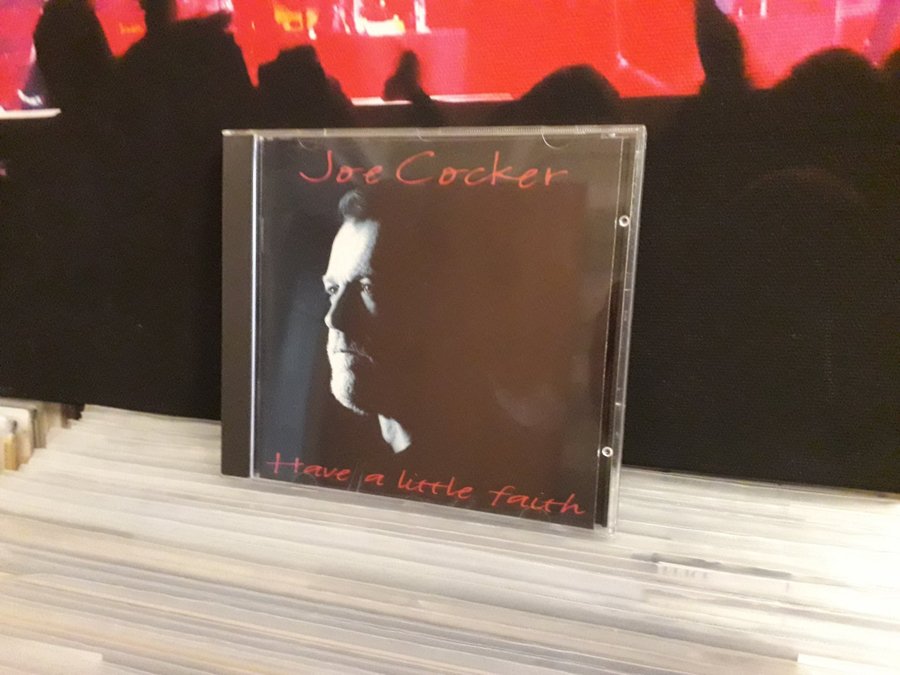 Joe Cocker
Have a little faith